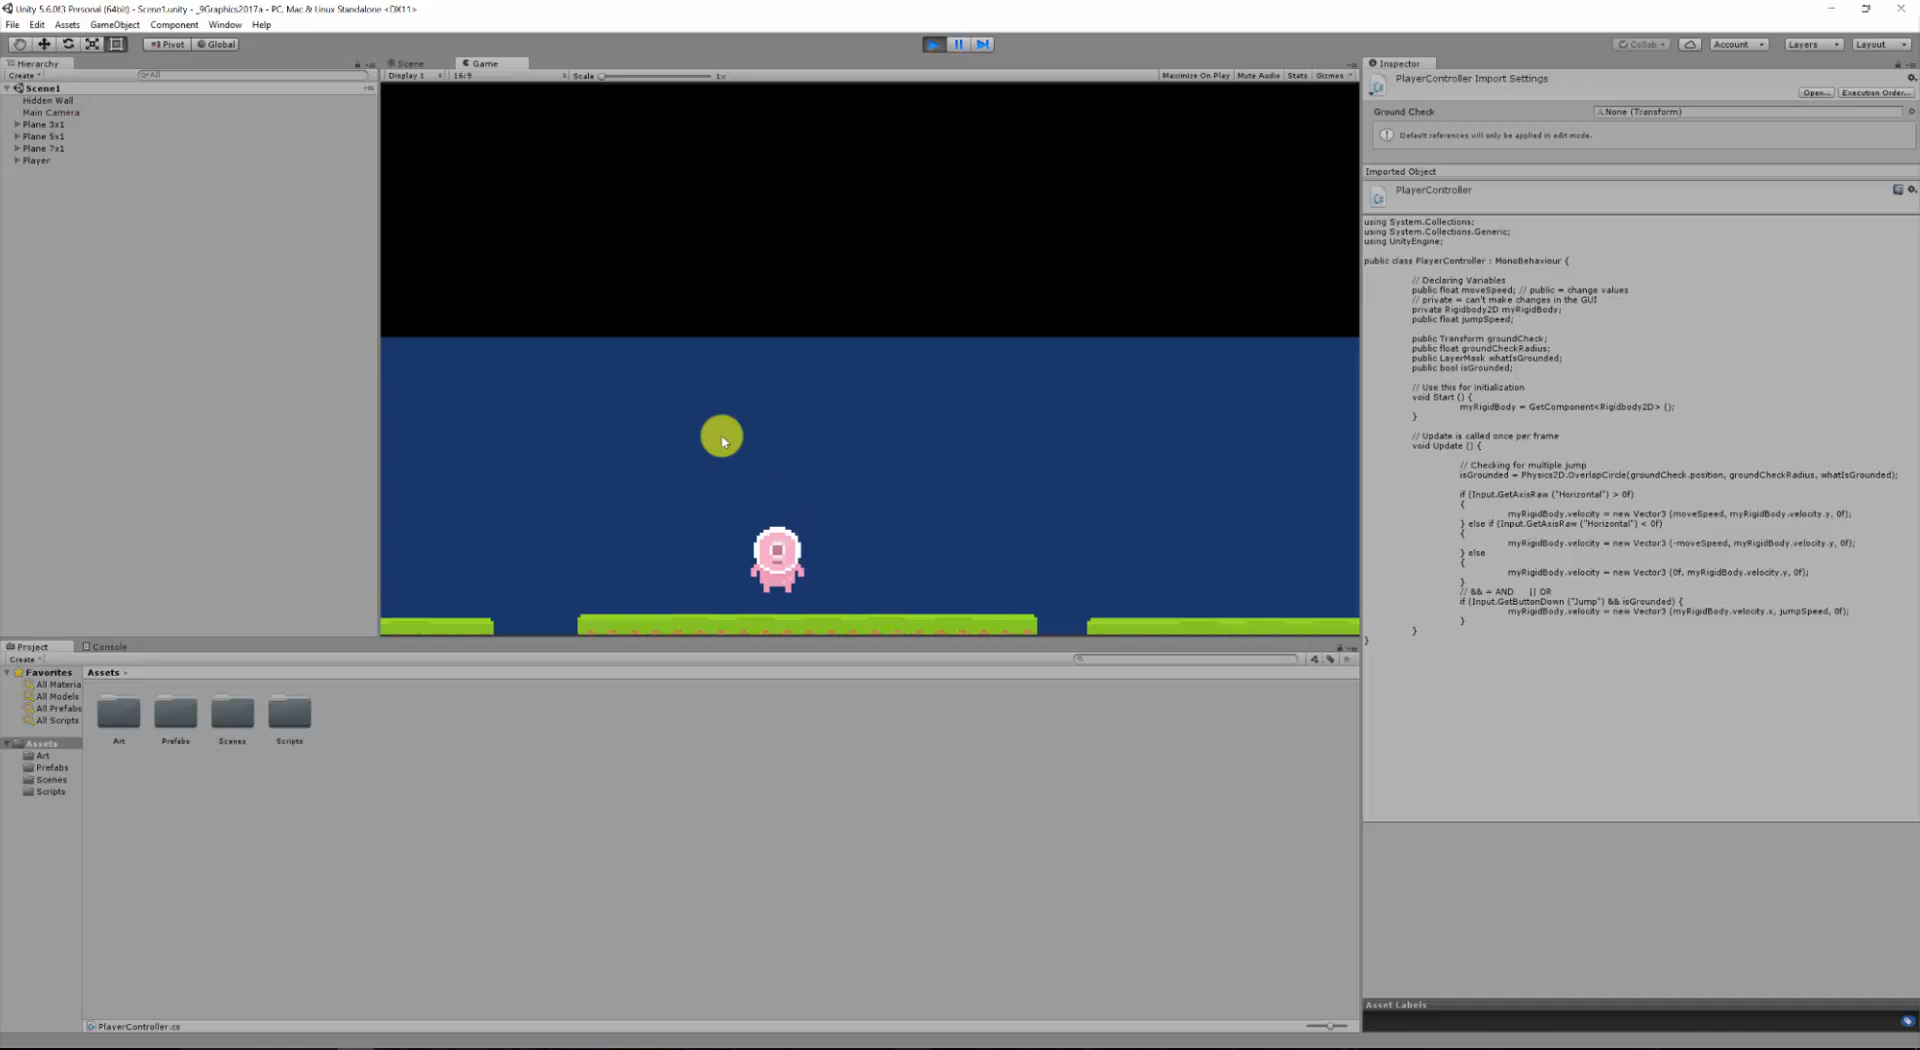 Unity 5.6.0f3 Personal (64bit) - Scene1.unity - _9Graphics2017a - PC, Mac & Linux Standalone <DX11>
File Edit Assets GameObject Component Window Help
Pivot Global Collab Account Layers Layout
Hierarchy
Create All
Scene1
Hidden Wall
Main Camera
Plane 3x1
Plane 5x1
Plane 7x1
Player
Scene Game
Display 1 16:9 Scale 1x Maximize On Play Mute Audio Stats Gizmos
Inspector
PlayerController Import Settings
Open... Execution Order...
Ground Check None (Transform)
Default references will only be applied in edit mode.
Imported Object
PlayerController
using System.Collections;
using System.Collections.Generic;
using UnityEngine;
public class PlayerController : MonoBehaviour {
// Declaring Variables
public float moveSpeed; // public = change values
// private = can't make changes in the GUI
private Rigidbody2D myRigidBody;
public float jumpSpeed;
public Transform groundCheck;
public float groundCheckRadius;
public LayerMask whatIsGrounded;
public bool isGrounded;
// Use this for initialization
void Start () {
myRigidBody = GetComponent<Rigidbody2D> ();
}
// Update is called once per frame
void Update () {
// Checking for multiple jump
isGrounded = Physics2D.OverlapCircle(groundCheck.position, groundCheckRadius, whatIsGrounded);
if (Input.GetAxisRaw ("Horizontal") > 0f)
{
myRigidBody.velocity = new Vector3 (moveSpeed, myRigidBody.velocity.y, 0f);
} else if (Input.GetAxisRaw ("Horizontal") < 0f)
{
myRigidBody.velocity = new Vector3 (-moveSpeed, myRigidBody.velocity.y, 0f);
} else
{
myRigidBody.velocity = new Vector3 (0f, myRigidBody.velocity.y, 0f);
}
// && = AND || OR
if (Input.GetButtonDown ("Jump") && isGrounded) {
myRigidBody.velocity = new Vector3 (myRigidBody.velocity.x, jumpSpeed, 0f);
}
}
}
Project Console
Create
Favorites
All Materia
All Models
All Prefabs
All Scripts
Assets
Art
Prefabs
Scenes
Scripts
Assets
Art Prefabs Scenes Scripts
PlayerController.cs
Asset Labels